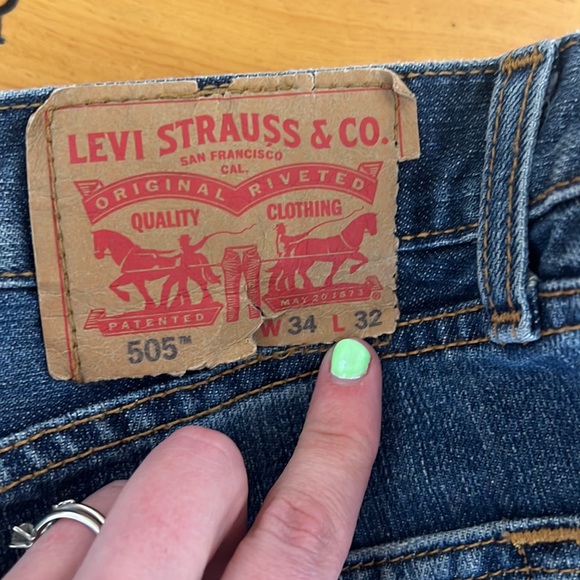 LEVI STRAUSS & CO.
SAN FRANCISCO
CAL.
ORIGINAL RIVETED
QUALITY CLOTHING
PATENTED MAY 20 1873
505™ W 34 L 32